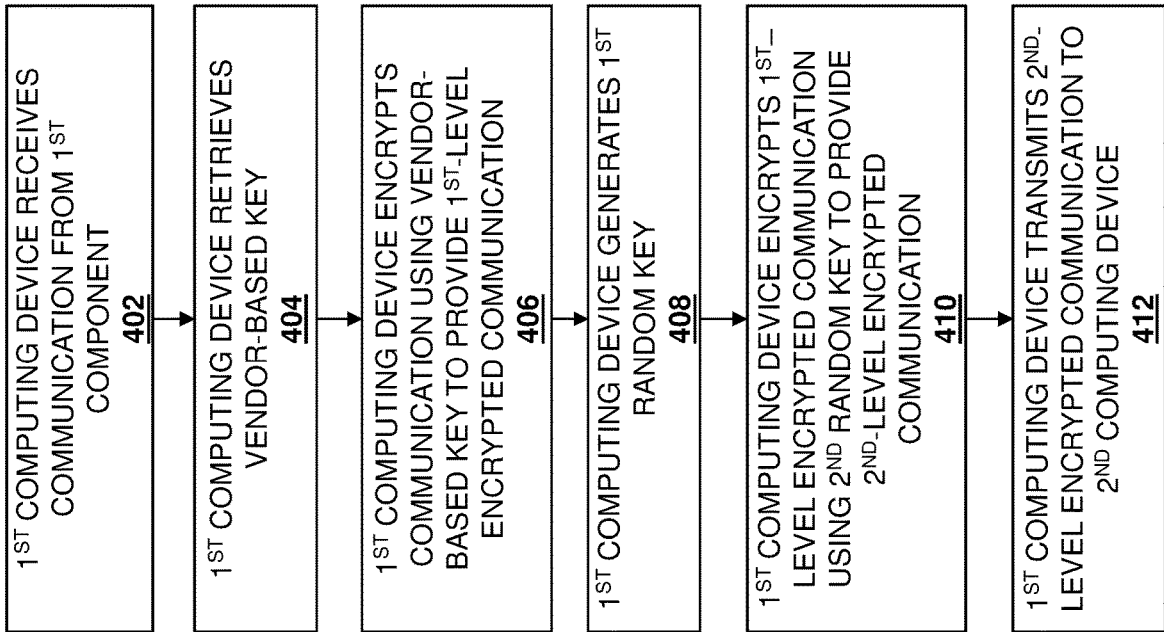 1ST COMPUTING DEVICE RECEIVES
COMMUNICATION FROM 1ST
COMPONENT
402
1ST COMPUTING DEVICE RETRIEVES
VENDOR-BASED KEY
404
1ST COMPUTING DEVICE ENCRYPTS
COMMUNICATION USING VENDOR-
BASED KEY TO PROVIDE 1ST-LEVEL
ENCRYPTED COMMUNICATION
406
1ST COMPUTING DEVICE GENERATES 1ST
RANDOM KEY
408
1ST COMPUTING DEVICE ENCRYPTS 1ST–
LEVEL ENCRYPTED COMMUNICATION
USING 2ND RANDOM KEY TO PROVIDE
2ND-LEVEL ENCRYPTED
COMMUNICATION
410
1ST COMPUTING DEVICE TRANSMITS 2ND-
LEVEL ENCRYPTED COMMUNICATION TO
2ND COMPUTING DEVICE
412